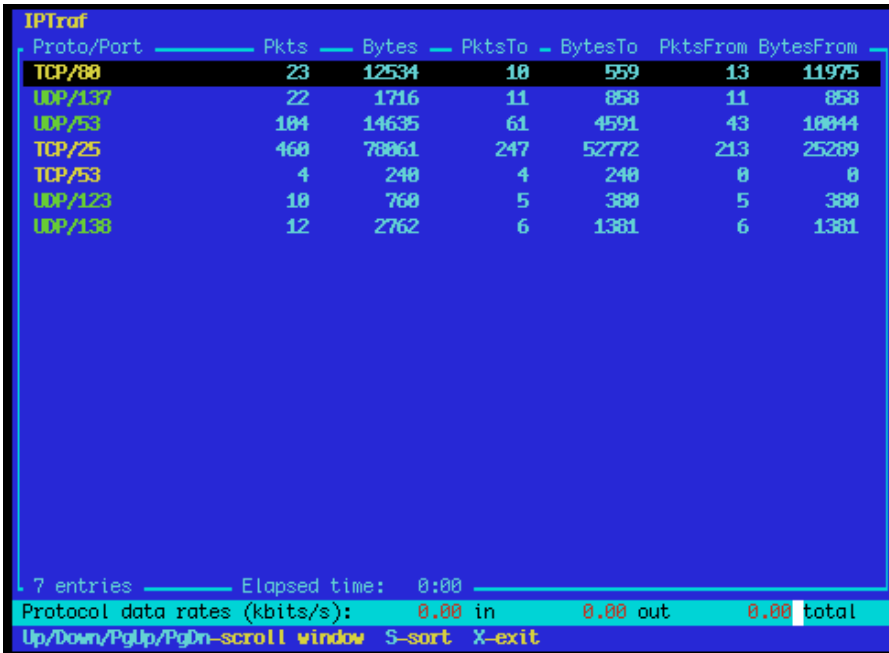 IPTraf
Proto/Port Pkts Bytes PktsTo BytesTo PktsFrom BytesFrom
TCP/80 23 12534 10 559 13 11975
UDP/137 22 1716 11 858 11 858
UDP/53 104 14635 61 4591 43 10044
TCP/25 460 78061 247 52772 213 25289
TCP/53 4 240 4 240 0 0
UDP/123 10 760 5 380 5 380
UDP/138 12 2762 6 1381 6 1381
7 entries Elapsed time: 0:00
Protocol data rates (kbits/s): 0.00 in 0.00 out 0.00 total
Up/Down/PgUp/PgDn-scroll window S-sort X-exit